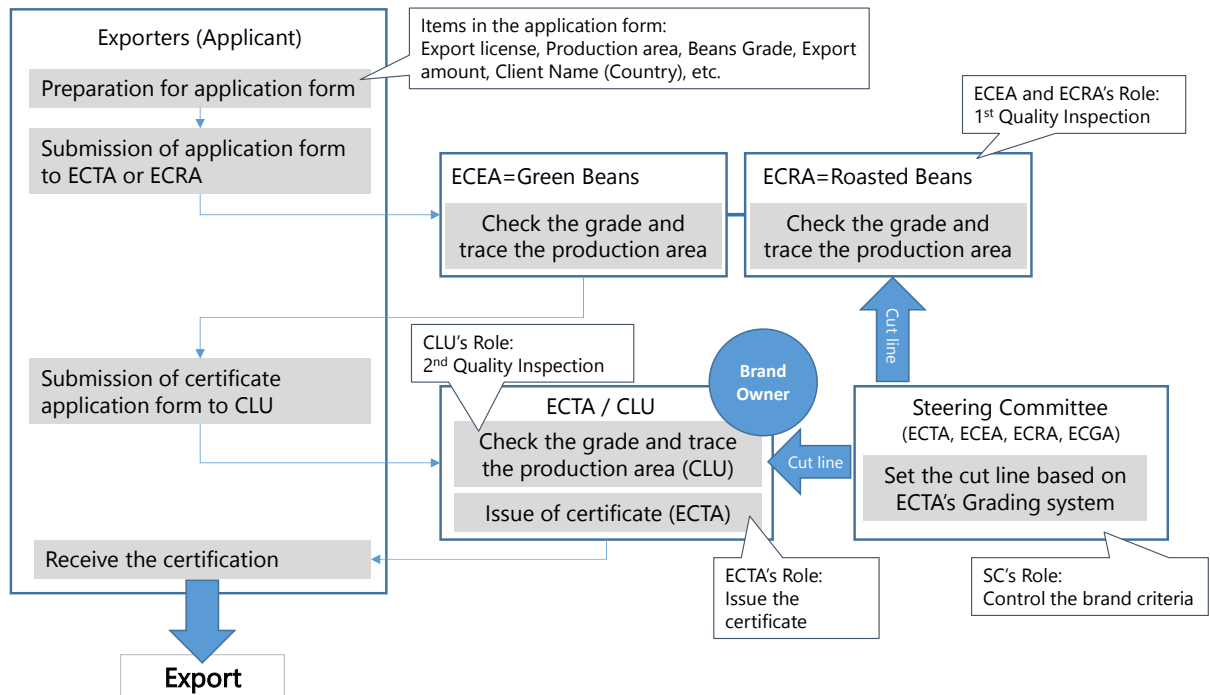 Exporters (Applicant)
Items in the application form:
Export license, Production area, Beans Grade, Export
amount, Client Name (Country), etc.
Preparation for application form
Submission of application form
to ECTA or ECRA
ECEA and ECRA's Role:
1st Quality Inspection
ECEA=Green Beans
Check the grade and
trace the production area
ECRA=Roasted Beans
Check the grade and
trace the production area
Cut line
CLU's Role:
2nd Quality Inspection
Brand
Owner
Submission of certificate
application form to CLU
ECTA / CLU
Check the grade and trace
the production area (CLU)
Issue of certificate (ECTA)
Cut line
Steering Committee
(ECTA, ECEA, ECRA, ECGA)
Set the cut line based on
ECTA's Grading system
Receive the certification
ECTA's Role:
Issue the
certificate
SC's Role:
Control the brand criteria
Export